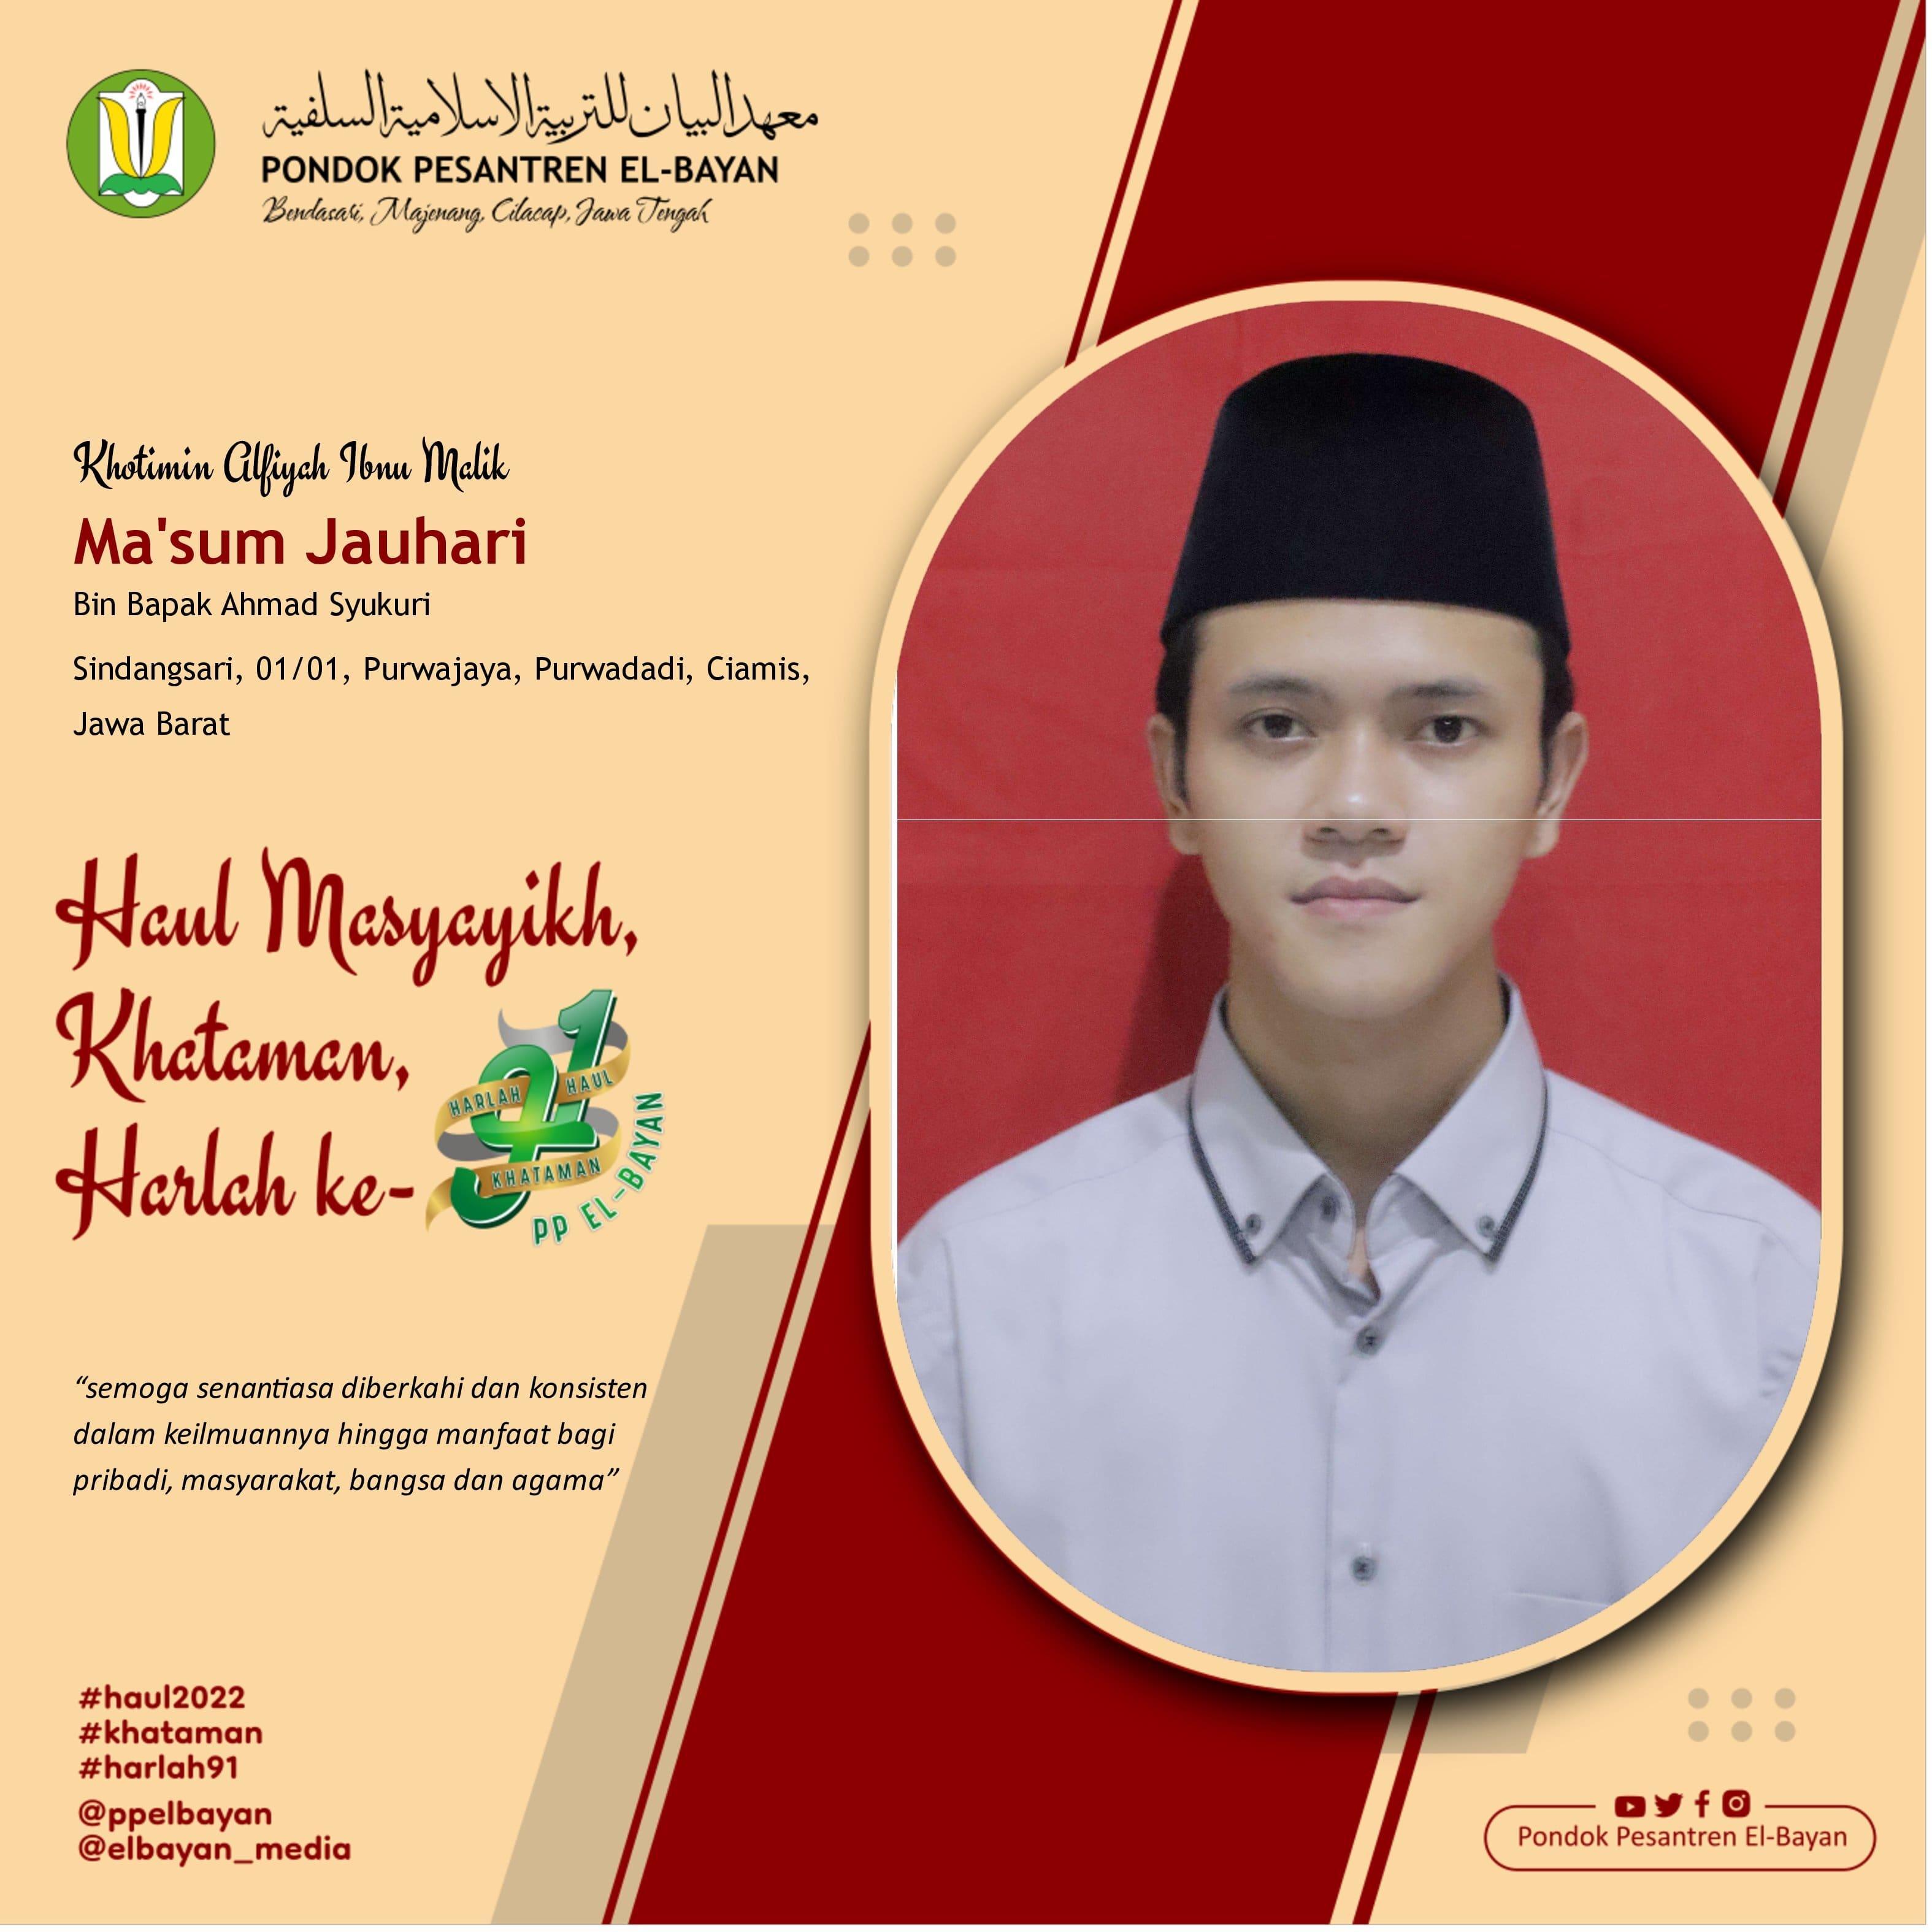 معهد البيان للتربية الاسلامية السلفية
PONDOK PESANTREN EL-BAYAN
Bendasari, Majenang, Cilacap, Jawa Tengah
Khotimin Alfiyah Ibnu Malik
Ma'sum Jauhari
Bin Bapak Ahmad Syukuri
Sindangsari, 01/01, Purwajaya, Purwadadi, Ciamis,
Jawa Barat
Haul Masyayikh,
Khataman,
Harlah ke-
91
HARLAH HAUL
KHATAMAN
PP EL-BAYAN
“semoga senantiasa diberkahi dan konsisten
dalam keilmuannya hingga manfaat bagi
pribadi, masyarakat, bangsa dan agama”
#haul2022
#khataman
#harlah91
@ppelbayan
@elbayan_media
Pondok Pesantren El-Bayan